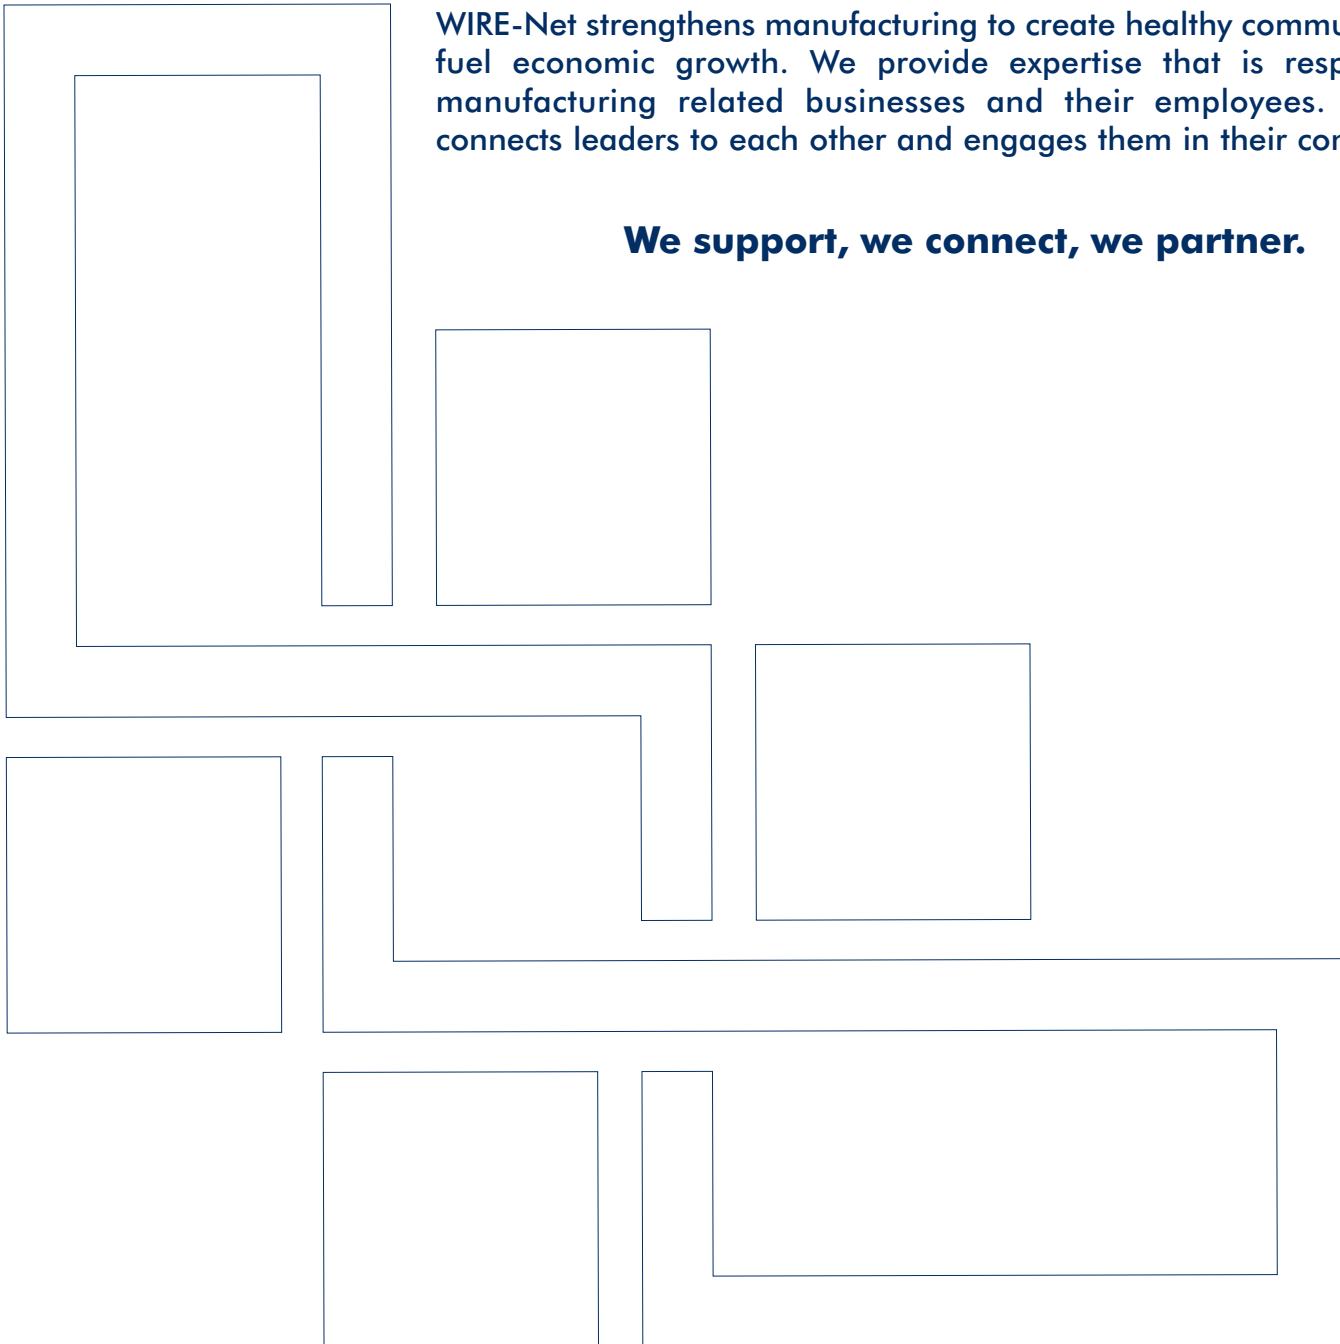 WIRE-Net strengthens manufacturing to create healthy commu
fuel economic growth. We provide expertise that is resp
manufacturing related businesses and their employees.
connects leaders to each other and engages them in their cor
We support, we connect, we partner.